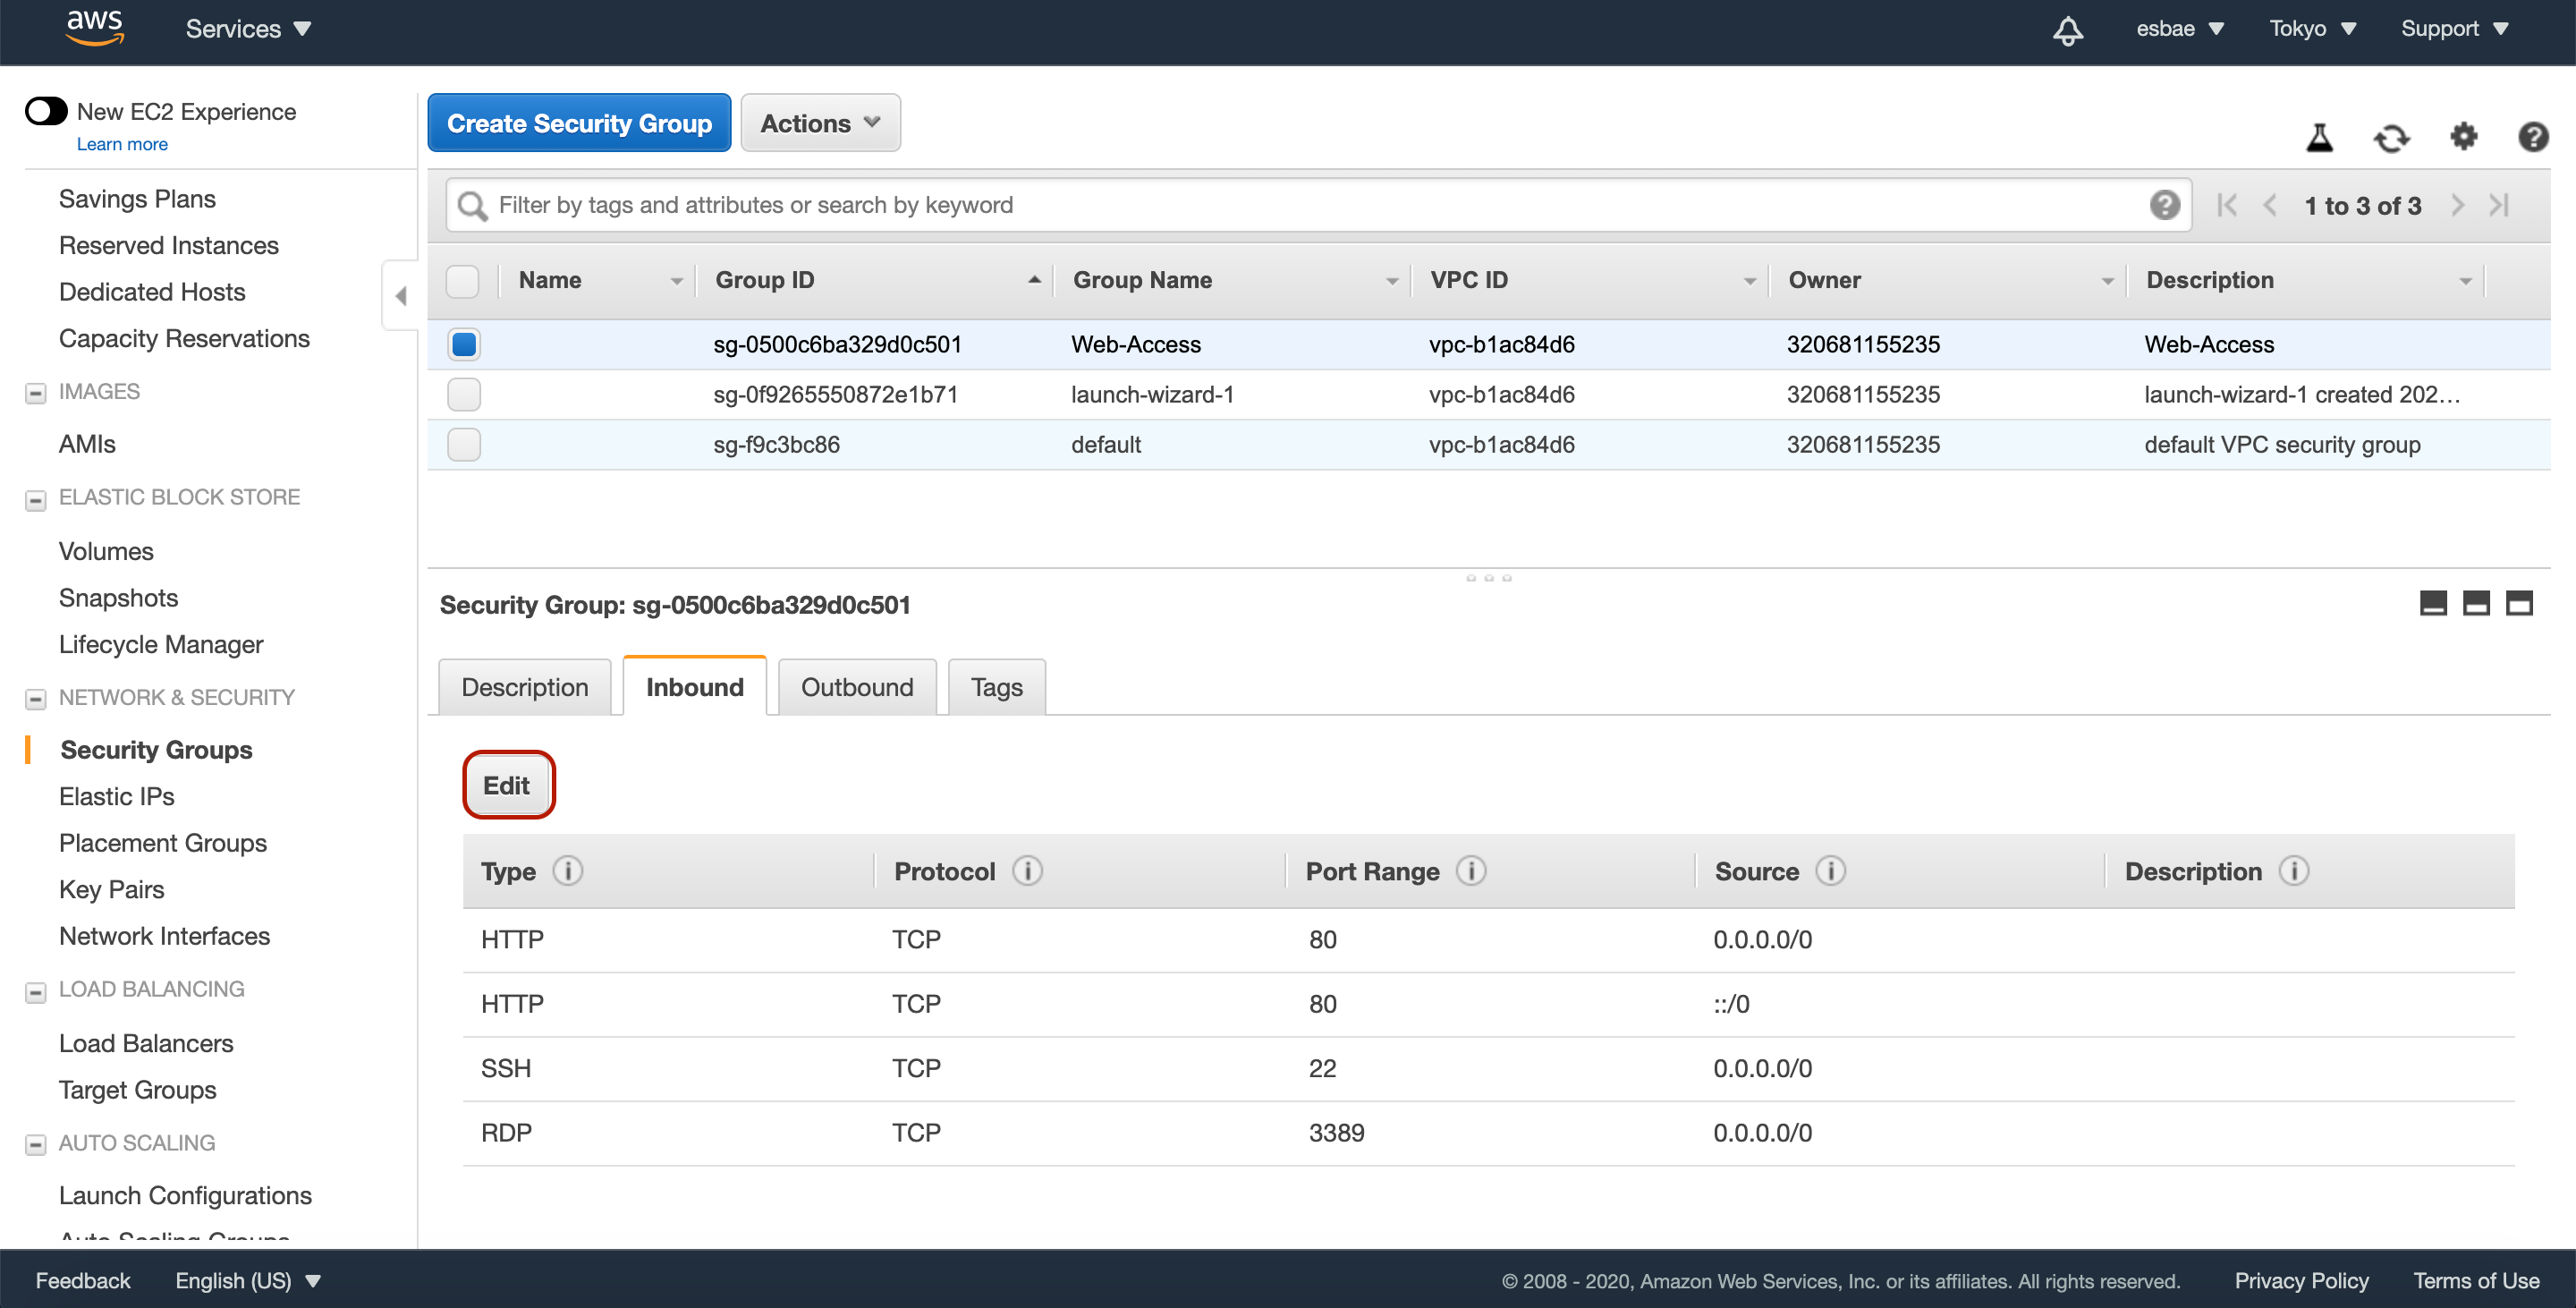 aws Services esbae Tokyo Support
New EC2 Experience
Learn more
Savings Plans
Reserved Instances
Dedicated Hosts
Capacity Reservations
IMAGES
AMIs
ELASTIC BLOCK STORE
Volumes
Snapshots
Lifecycle Manager
NETWORK & SECURITY
Security Groups
Elastic IPs
Placement Groups
Key Pairs
Network Interfaces
LOAD BALANCING
Load Balancers
Target Groups
AUTO SCALING
Launch Configurations
Auto Scaling Groups
Create Security Group Actions
Filter by tags and attributes or search by keyword 1 to 3 of 3
Name Group ID Group Name VPC ID Owner Description
sg-0500c6ba329d0c501 Web-Access vpc-b1ac84d6 320681155235 Web-Access
sg-0f9265550872e1b71 launch-wizard-1 vpc-b1ac84d6 320681155235 launch-wizard-1 created 202…
sg-f9c3bc86 default vpc-b1ac84d6 320681155235 default VPC security group
Security Group: sg-0500c6ba329d0c501
Description Inbound Outbound Tags
Edit
Type Protocol Port Range Source Description
HTTP TCP 80 0.0.0.0/0
HTTP TCP 80 ::/0
SSH TCP 22 0.0.0.0/0
RDP TCP 3389 0.0.0.0/0
Feedback English (US) © 2008 - 2020, Amazon Web Services, Inc. or its affiliates. All rights reserved. Privacy Policy Terms of Use